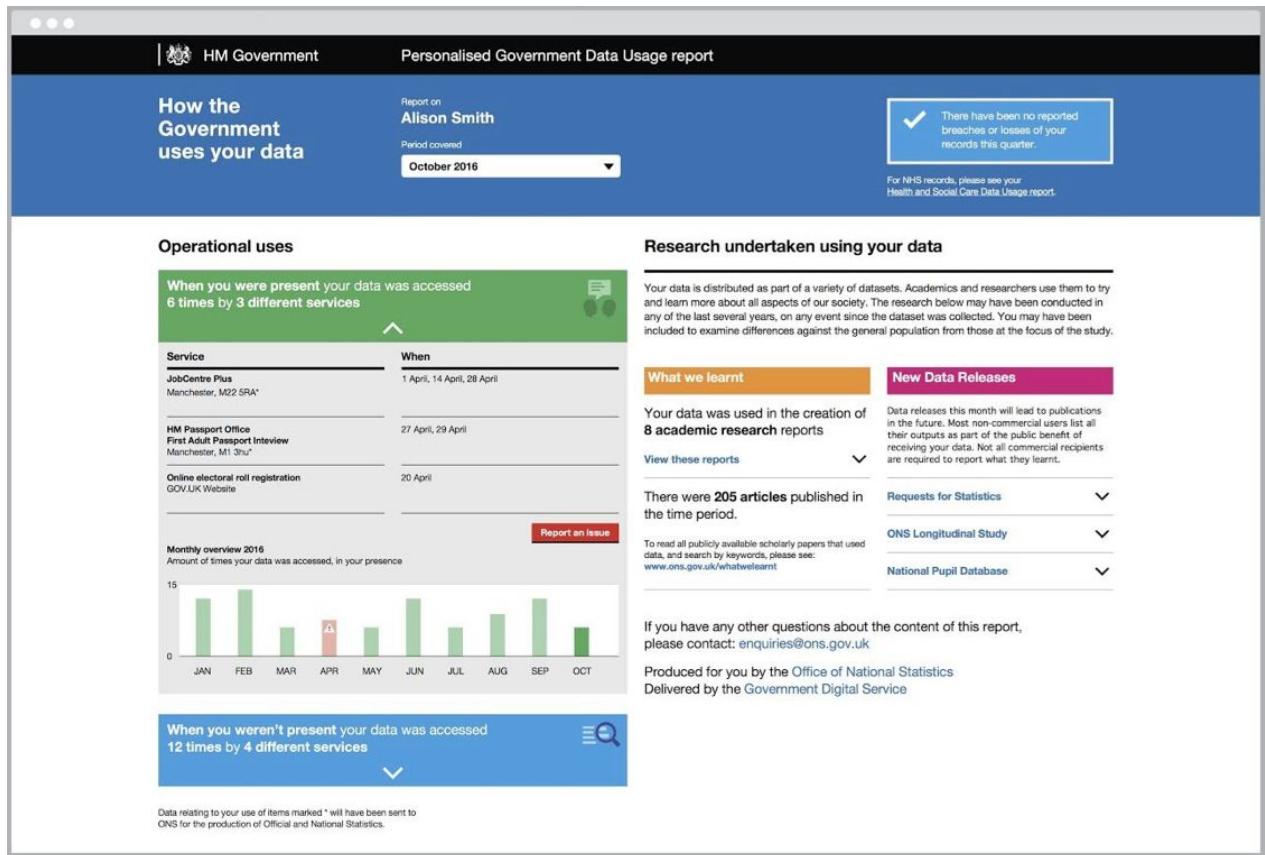 HM Government
Personalised Government Data Usage report
How the
Government
uses your data
Report on
Alison Smith
Period covered
October 2016
There have been no reported
breaches or losses of your
records this quarter.
For NHS records, please see your
Health and Social Care Data Usage report.
Operational uses
When you were present your data was accessed
6 times by 3 different services
Service
When
JobCentre Plus
Manchester, M22 5RA*
1 April, 14 April, 28 April
HM Passport Office
First Adult Passport Inteview
Manchester, M1 3hu*
27 April, 29 April
Online electoral roll registration
GOV.UK Website
20 April
Report an issue
Monthly overview 2016
Amount of times your data was accessed, in your presence
15
0
JAN FEB MAR APR MAY JUN JUL AUG SEP OCT
When you weren't present your data was accessed
12 times by 4 different services
Data relating to your use of items marked * will have been sent to
ONS for the production of Official and National Statistics.
Research undertaken using your data
Your data is distributed as part of a variety of datasets. Academics and researchers use them to try
and learn more about all aspects of our society. The research below may have been conducted in
any of the last several years, on any event since the dataset was collected. You may have been
included to examine differences against the general population from those at the focus of the study.
What we learnt
Your data was used in the creation of
8 academic research reports
View these reports
There were 205 articles published in
the time period.
To read all publicly available scholarly papers that used
data, and search by keywords, please see:
www.ons.gov.uk/whatwelearnt
New Data Releases
Data releases this month will lead to publications
in the future. Most non-commercial users list all
their outputs as part of the public benefit of
receiving your data. Not all commercial recipients
are required to report what they learnt.
Requests for Statistics
ONS Longitudinal Study
National Pupil Database
If you have any other questions about the content of this report,
please contact: enquiries@ons.gov.uk
Produced for you by the Office of National Statistics
Delivered by the Government Digital Service